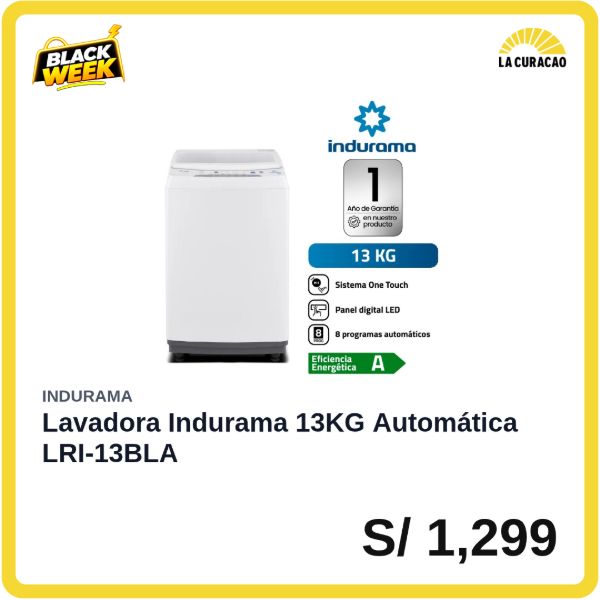 BLACK
WEEK
LA CURACAO
indurama
1
Año de Garantía
en nuestro
producto
13 KG
Sistema One Touch
Panel digital LED
8
8 programas automáticos
Eficiencia
Energética
A
INDURAMA
Lavadora Indurama 13KG Automática
LRI-13BLA
S/ 1,299